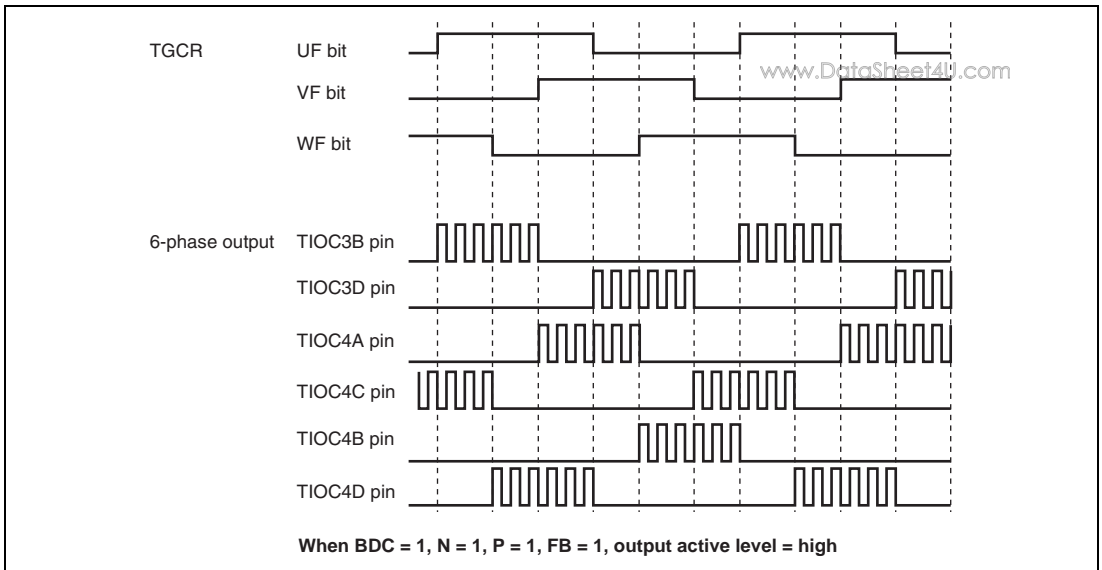 TGCR UF bit
www.DataSheet4U.com
VF bit
WF bit
6-phase output TIOC3B pin
TIOC3D pin
TIOC4A pin
TIOC4C pin
TIOC4B pin
TIOC4D pin
When BDC = 1, N = 1, P = 1, FB = 1, output active level = high